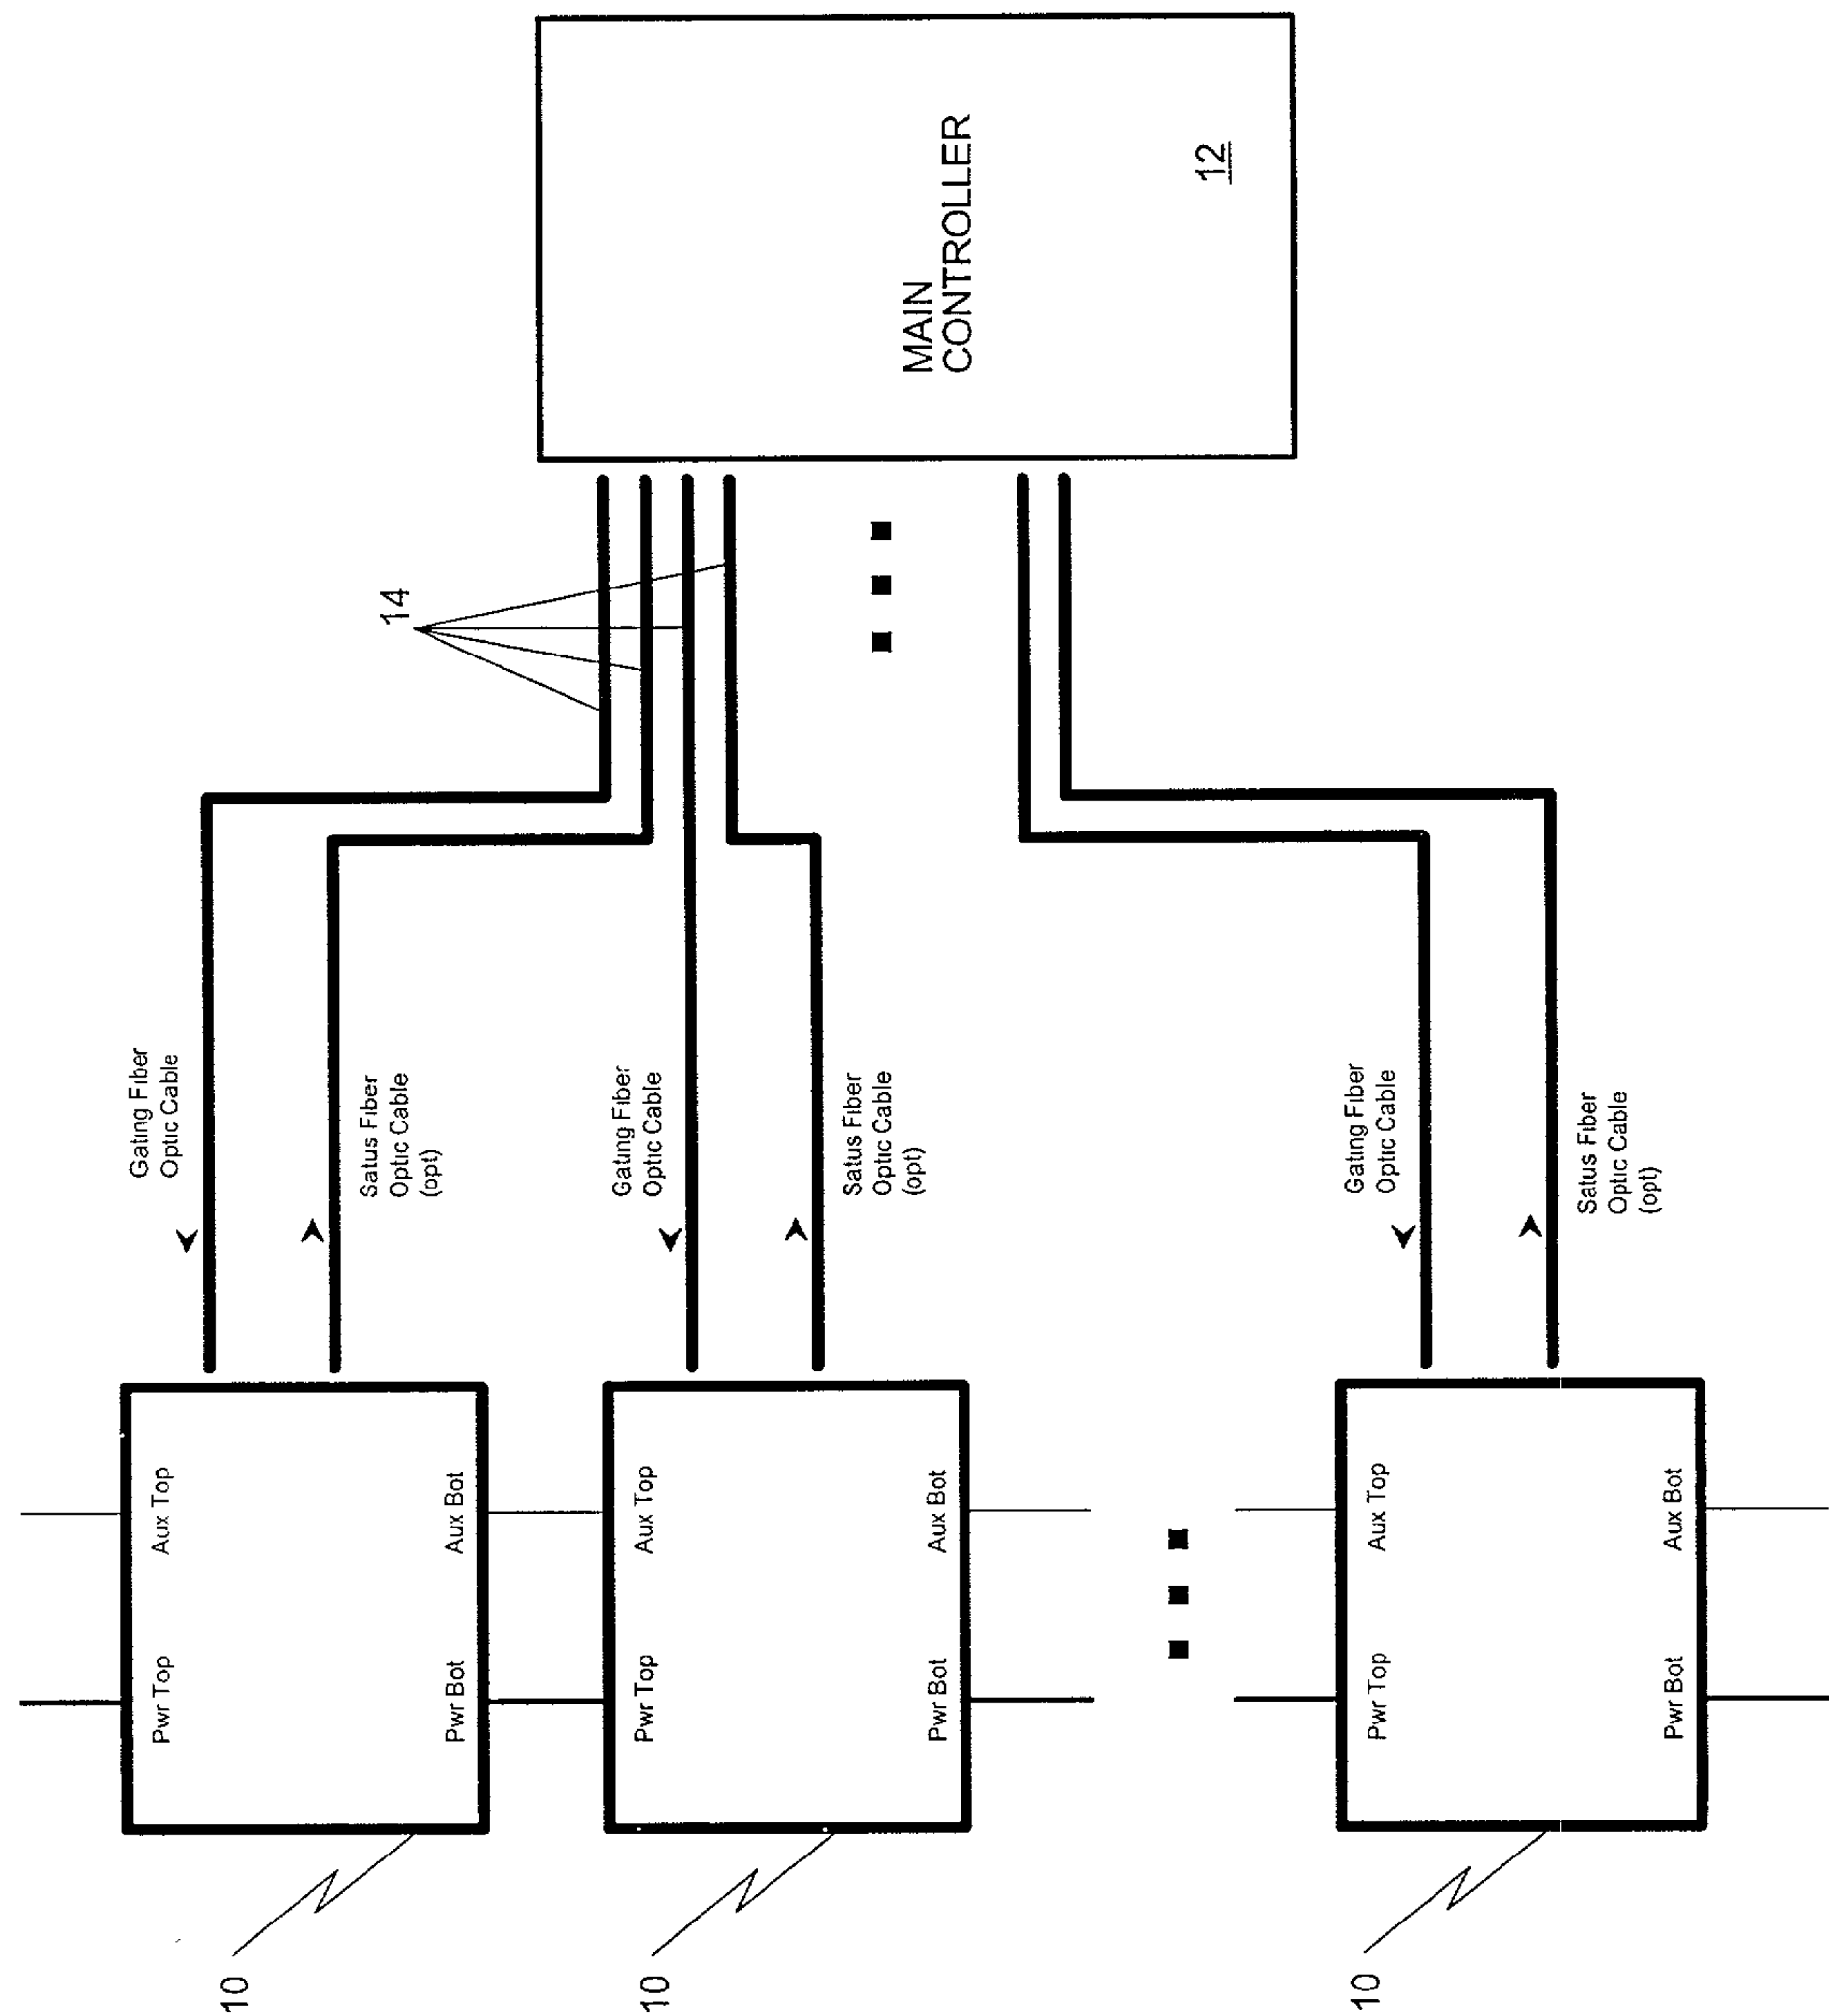 10
Pwr Top
Aux Top
Pwr Bot
Aux Bot
Gating Fiber
Optic Cable
Satus Fiber
Optic Cable
(opt)
14
MAIN
CONTROLLER
12
10
Pwr Top
Aux Top
Pwr Bot
Aux Bot
Gating Fiber
Optic Cable
Satus Fiber
Optic Cable
(opt)
10
Pwr Top
Aux Top
Pwr Bot
Aux Bot
Gating Fiber
Optic Cable
Satus Fiber
Optic Cable
(opt)